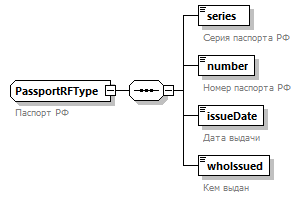 series
Серия паспорта РФ
number
Номер паспорта РФ
PassportRFType
Паспорт РФ
issueDate
Дата выдачи
whoIssued
Кем выдан